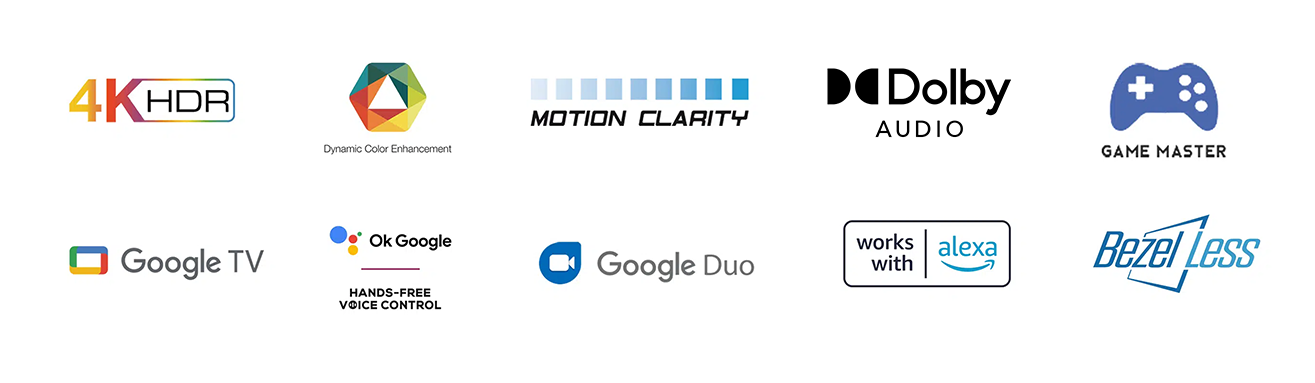 4K HDR
Dynamic Color Enhancement
MOTION CLARITY
Dolby
AUDIO
GAME MASTER
Google TV
Ok Google
HANDS-FREE
VOICE CONTROL
Google Duo
works
with
alexa
Bezel Less